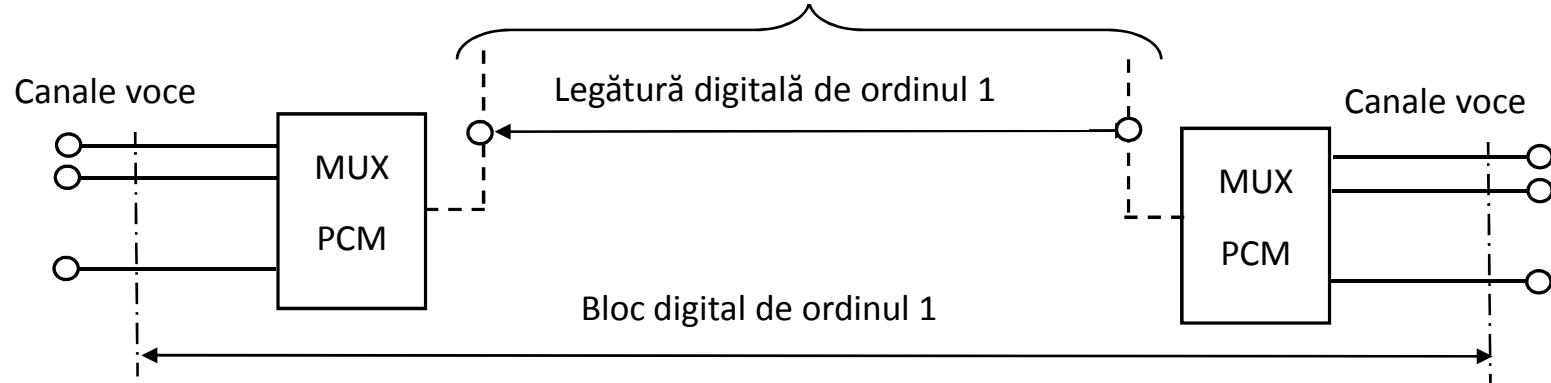 Canale voce
Legătură digitală de ordinul 1
Canale voce
MUX
PCM
MUX
PCM
Bloc digital de ordinul 1